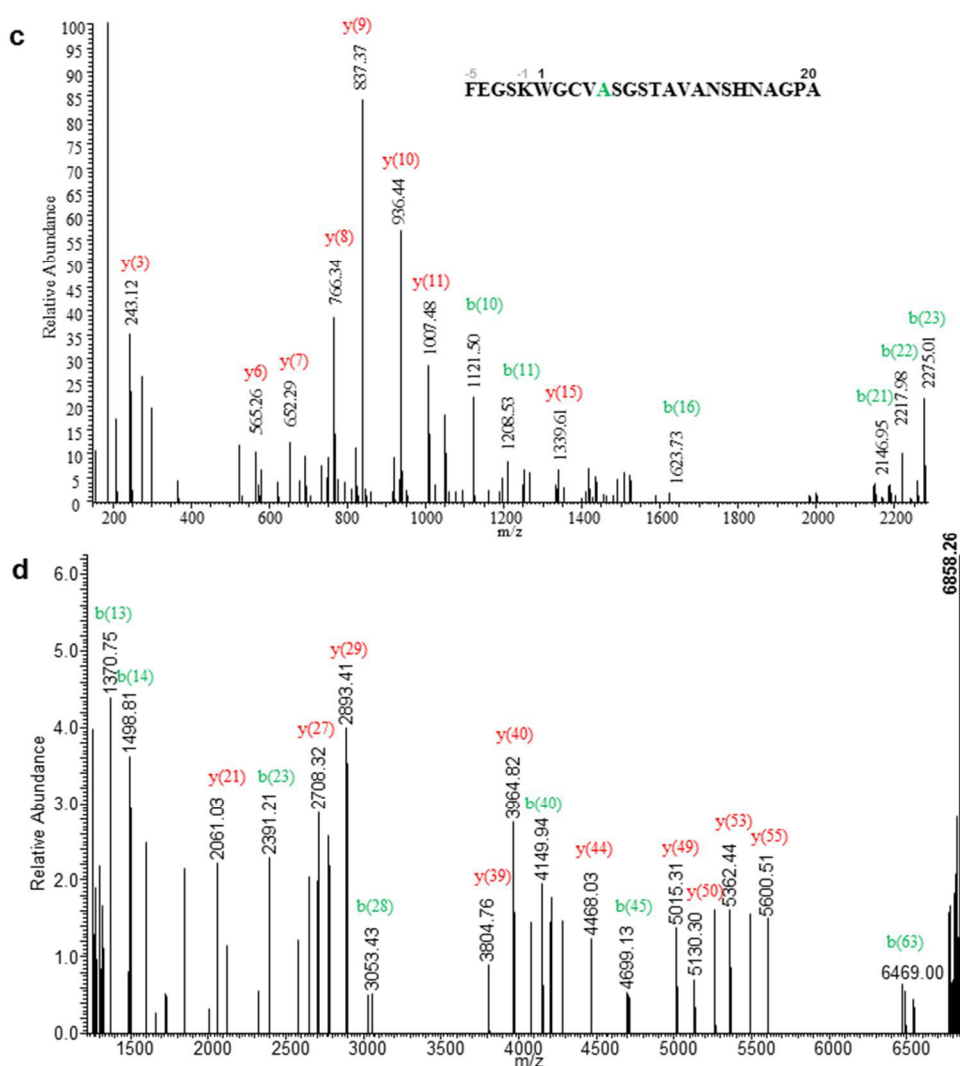 c
y(9)
837.37
-5 -1 1 20
FEGSKWGCVASGSTAVANSHNAGPA
y(10)
936.44
y(8)
766.34
y(3)
243.12
y(11)
1007.48
b(10)
1121.50
y6)
565.26
y(7)
652.29
b(11)
1208.53
y(15)
1339.61
b(16)
1623.73
b(21)
2146.95
b(22)
2217.98
b(23)
2275.01
Relative Abundance
100
95
90
85
80
75
70
65
60
55
50
45
40
35
30
25
20
15
10
5
0
200 400 600 800 1000 1200 1400 1600 1800 2000 2200
m/z
d
6858.26
b(13)
1370.75
b(14)
1498.81
y(21)
2061.03
b(23)
2391.21
y(27)
2708.32
y(29)
2893.41
b(28)
3053.43
y(39)
3804.76
y(40)
3964.82
b(40)
4149.94
y(44)
4468.03
b(45)
4699.13
y(49)
5015.31
y(50)
5130.30
y(53)
5362.44
y(55)
5600.51
b(63)
6469.00
Relative Abundance
6.0
5.0
4.0
3.0
2.0
1.0
0.0
1500 2000 2500 3000 3500 4000 4500 5000 5500 6000 6500
m/z